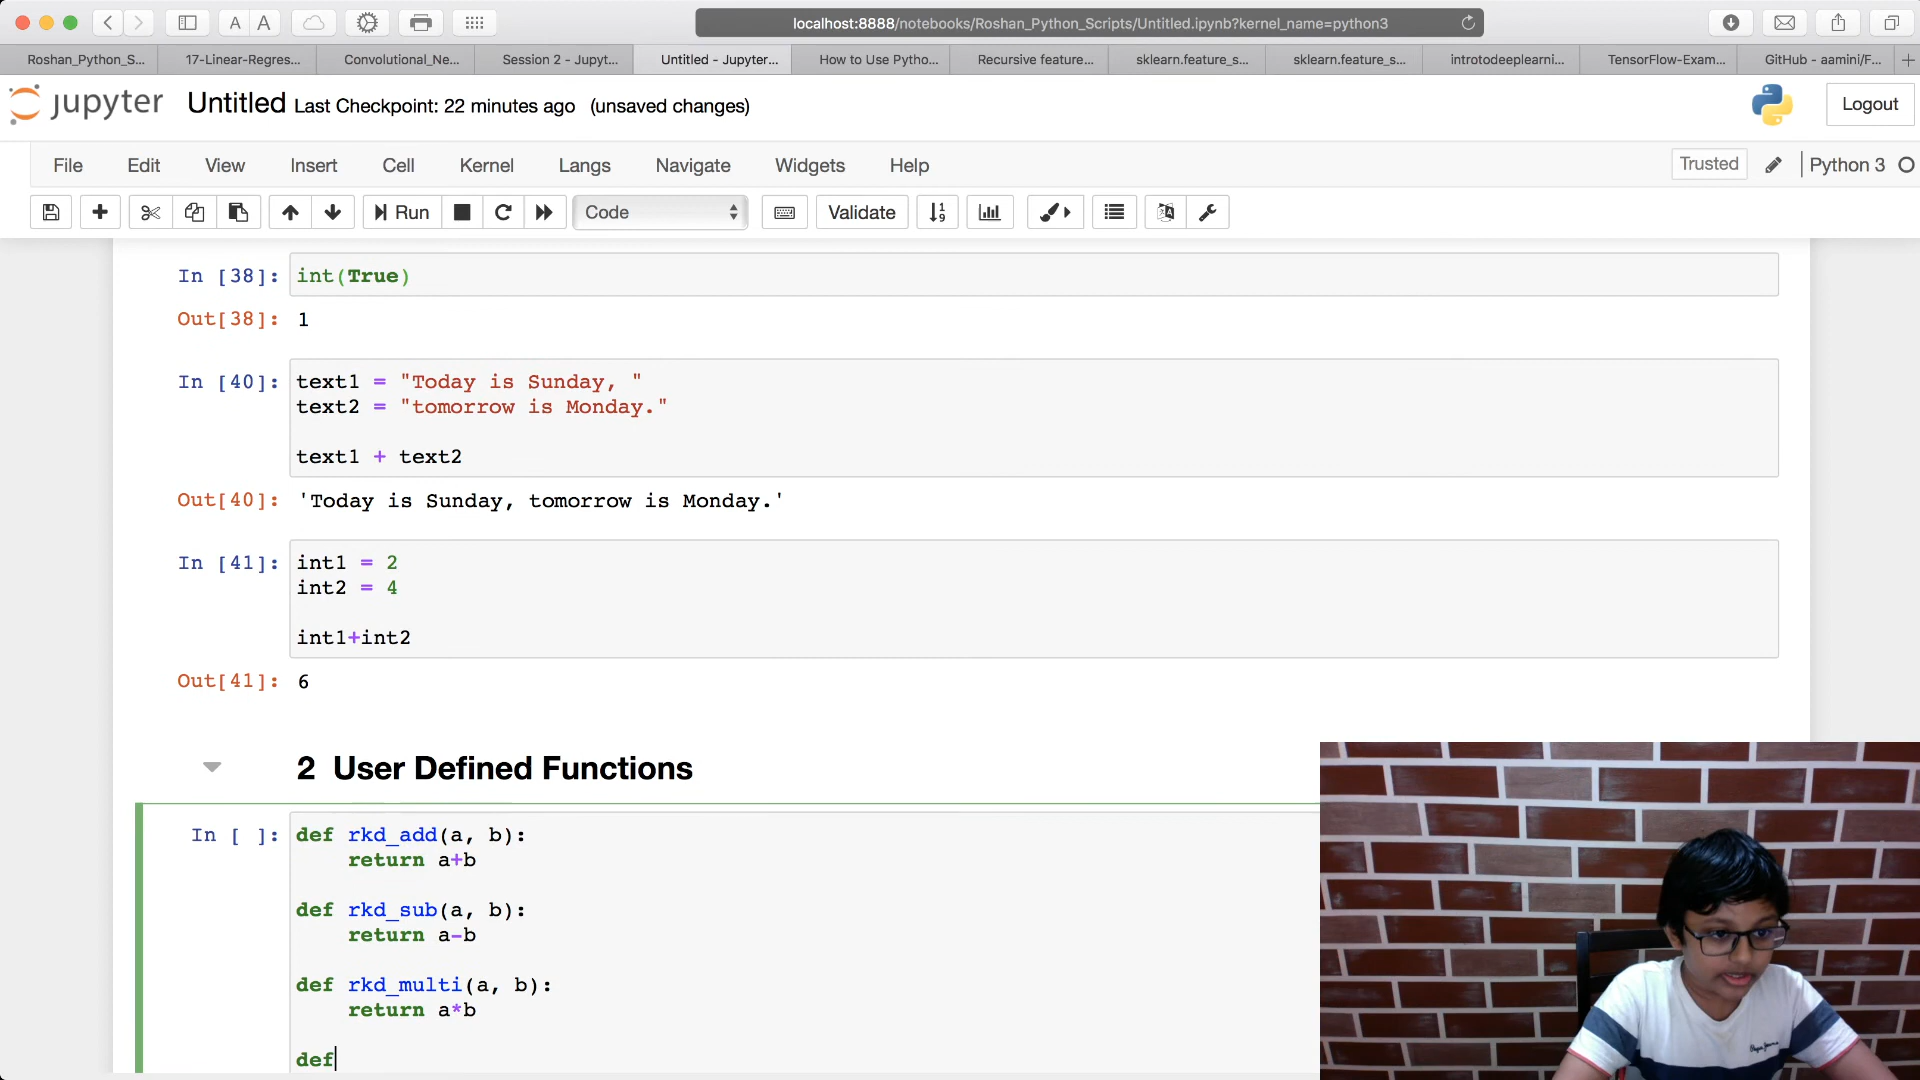 A A
localhost:8888/notebooks/Roshan_Python_Scripts/Untitled.ipynb?kernel_name=python3
Roshan_Python_S... 17-Linear-Regres... Convolutional_Ne... Session 2 - Jupyt... Untitled - Jupyter... How to Use Pytho... Recursive feature... sklearn.feature_s... sklearn.feature_s... introtodeeplearni... TensorFlow-Exam... GitHub - aamini/F...
jupyter Untitled Last Checkpoint: 22 minutes ago (unsaved changes) Logout
File Edit View Insert Cell Kernel Langs Navigate Widgets Help Trusted Python 3
Run Code Validate
In [38]: int(True)
Out[38]: 1
In [40]: text1 = "Today is Sunday, "
text2 = "tomorrow is Monday."
text1 + text2
Out[40]: 'Today is Sunday, tomorrow is Monday.'
In [41]: int1 = 2
int2 = 4
int1+int2
Out[41]: 6
2 User Defined Functions
In [ ]: def rkd_add(a, b):
return a+b
def rkd_sub(a, b):
return a-b
def rkd_multi(a, b):
return a*b
def